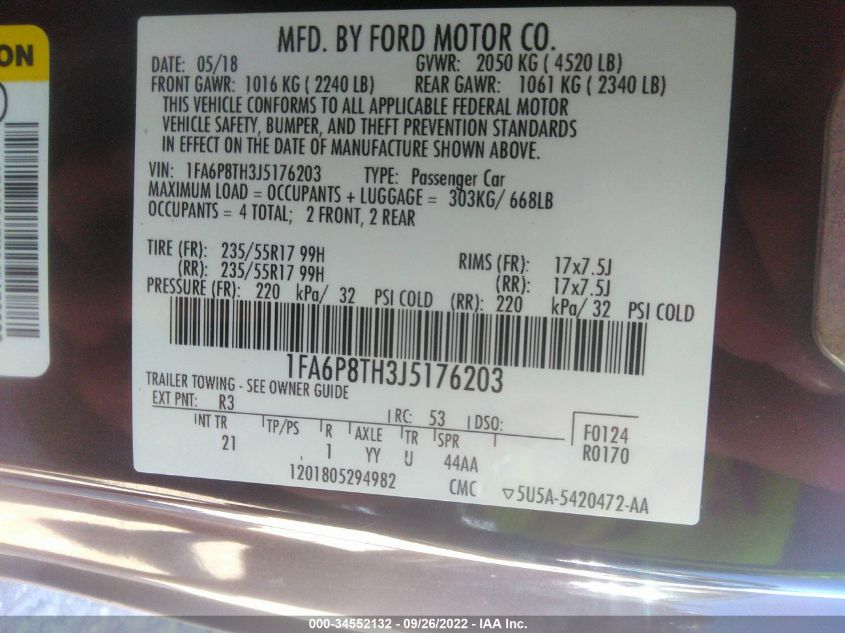 ON
MFD. BY FORD MOTOR CO.
DATE: 05/18 GVWR: 2050 KG ( 4520 LB)
FRONT GAWR: 1016 KG ( 2240 LB) REAR GAWR: 1061 KG ( 2340 LB)
THIS VEHICLE CONFORMS TO ALL APPLICABLE FEDERAL MOTOR
VEHICLE SAFETY, BUMPER, AND THEFT PREVENTION STANDARDS
IN EFFECT ON THE DATE OF MANUFACTURE SHOWN ABOVE.
VIN: 1FA6P8TH3J5176203 TYPE: Passenger Car
MAXIMUM LOAD = OCCUPANTS + LUGGAGE = 303KG/ 668LB
OCCUPANTS = 4 TOTAL; 2 FRONT, 2 REAR
TIRE (FR): 235/55R17 99H RIMS (FR): 17x7.5J
(RR): 235/55R17 99H (RR): 17x7.5J
PRESSURE (FR): 220 kPa/ 32 PSI COLD (RR): 220 kPa/ 32 PSI COLD
1FA6P8TH3J5176203
TRAILER TOWING - SEE OWNER GUIDE
EXT PNT: R3 RC: 53 DSO: F0124
INT TR TP/PS R AXLE TR SPR R0170
21 , 1 YY U 44AA
1201805294982 CMC ▽5U5A-5420472-AA
000-34552132 - 09/26/2022 - IAA Inc.